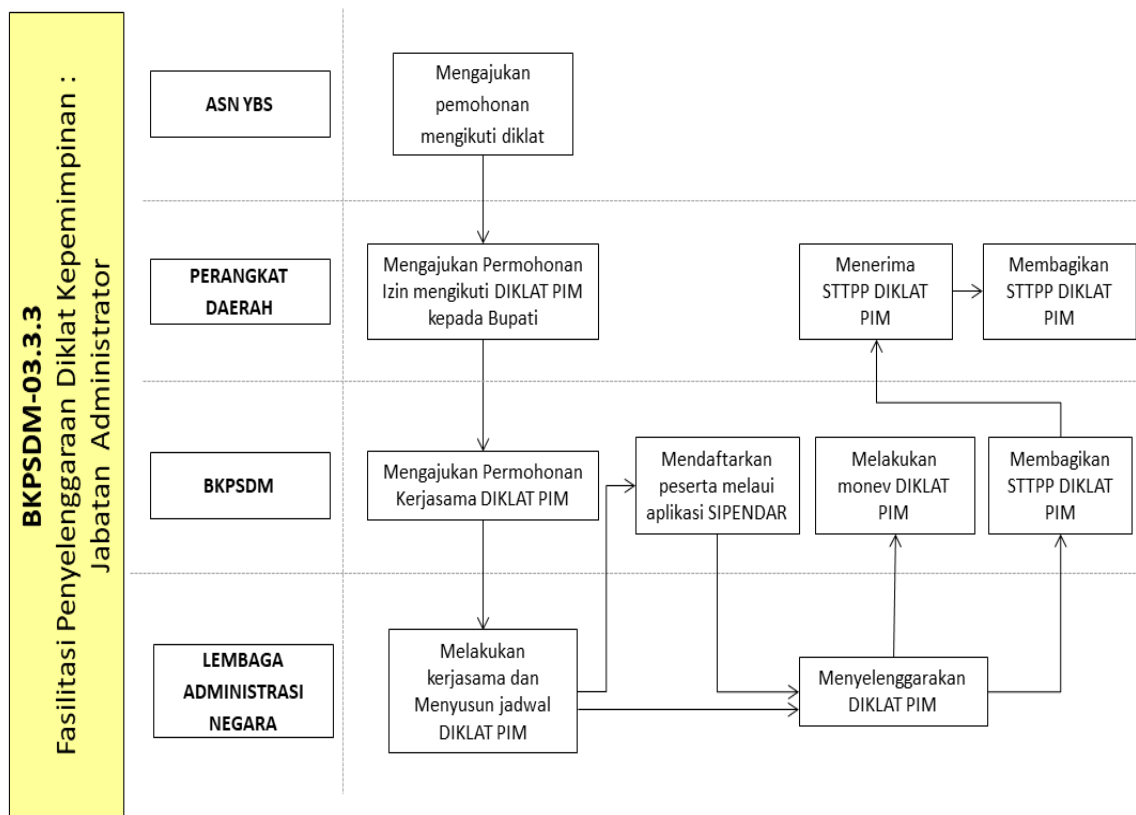 BKPSDM-03.3.3
Fasilitasi Penyelenggaraan Diklat Kepemimpinan :
Jabatan Administrator
ASN YBS
Mengajukan
pemohonan
mengikuti diklat
PERANGKAT
DAERAH
Mengajukan Permohonan
Izin mengikuti DIKLAT PIM
kepada Bupati
Menerima
STTPP DIKLAT
PIM
Membagikan
STTPP DIKLAT
PIM
BKPSDM
Mengajukan Permohonan
Kerjasama DIKLAT PIM
Mendaftarkan
peserta melaui
aplikasi SIPENDAR
Melakukan
monev DIKLAT
PIM
Membagikan
STTPP DIKLAT
PIM
LEMBAGA
ADMINISTRASI
NEGARA
Melakukan
kerjasama dan
Menyusun jadwal
DIKLAT PIM
Menyelenggarakan
DIKLAT PIM